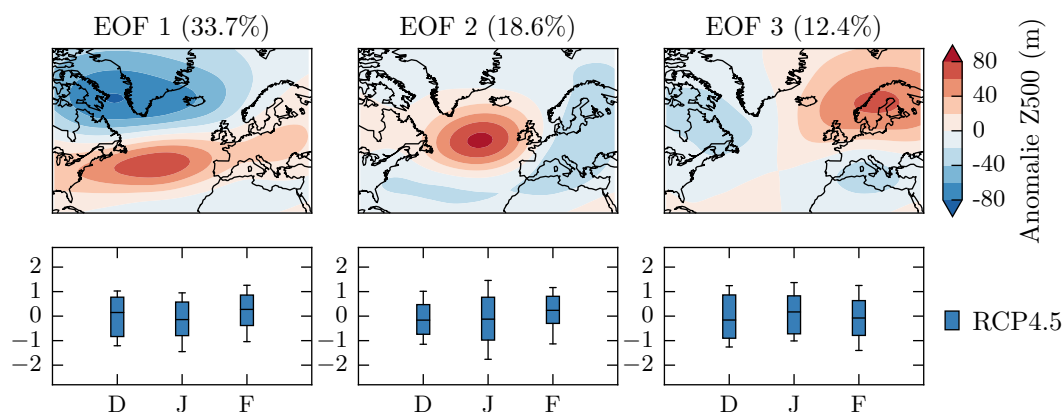 EOF 1 (33.7%)
EOF 2 (18.6%)
EOF 3 (12.4%)
80
40
0
-40
-80
Anomalie Z500 (m)
2
1
0
−1
−2
D J F
2
1
0
−1
−2
D J F
2
1
0
−1
−2
D J F
RCP4.5